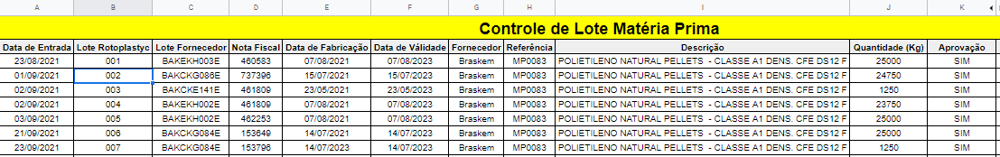 A B C D E F G H I J K
Controle de Lote Matéria Prima
Data de Entrada Lote Rotoplastyc Lote Fornecedor Nota Fiscal Data de Fabricação Data de Válidade Fornecedor Referência Descrição Quantidade (Kg) Aprovação
23/08/2021 001 BAKEKH003E 460583 07/08/2021 07/08/2023 Braskem MP0083 POLIETILENO NATURAL PELLETS - CLASSE A1 DENS. CFE DS12 F 25000 SIM
01/09/2021 002 BAKCKG086E 737396 15/07/2021 15/07/2023 Braskem MP0083 POLIETILENO NATURAL PELLETS - CLASSE A1 DENS. CFE DS12 F 24750 SIM
02/09/2021 003 BAKCKE141E 461809 23/05/2021 23/05/2023 Braskem MP0083 POLIETILENO NATURAL PELLETS - CLASSE A1 DENS. CFE DS12 F 1250 SIM
02/09/2021 004 BAKEKH002E 461809 07/08/2021 07/08/2023 Braskem MP0083 POLIETILENO NATURAL PELLETS - CLASSE A1 DENS. CFE DS12 F 23750 SIM
03/09/2021 005 BAKEKH002E 462253 07/08/2021 07/08/2023 Braskem MP0083 POLIETILENO NATURAL PELLETS - CLASSE A1 DENS. CFE DS12 F 25000 SIM
21/09/2021 006 BAKCKG084E 153649 14/07/2021 14/07/2023 Braskem MP0083 POLIETILENO NATURAL PELLETS - CLASSE A1 DENS. CFE DS12 F 25000 SIM
23/09/2021 007 BAKCKG084E 153796 14/07/2023 14/07/2023 Braskem MP0083 POLIETILENO NATURAL PELLETS - CLASSE A1 DENS. CFE DS12 F 1250 SIM